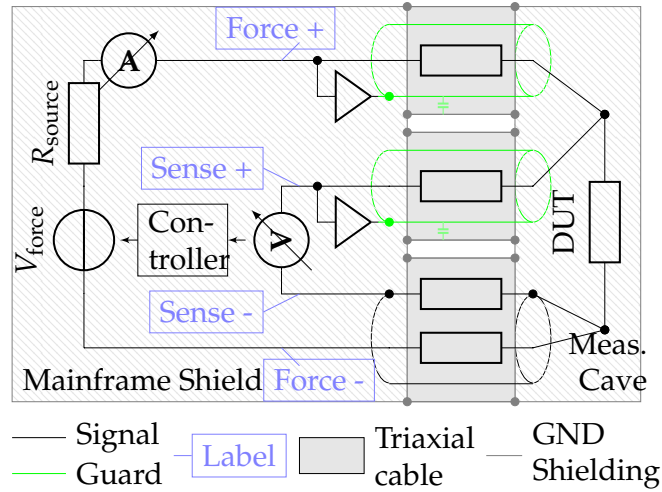 Force +
A
R_source
Sense +
V_force
Con-
troller
V
DUT
Sense -
Meas.
Cave
Mainframe Shield
Force -
Signal
Guard
Label
Triaxial
cable
GND
Shielding